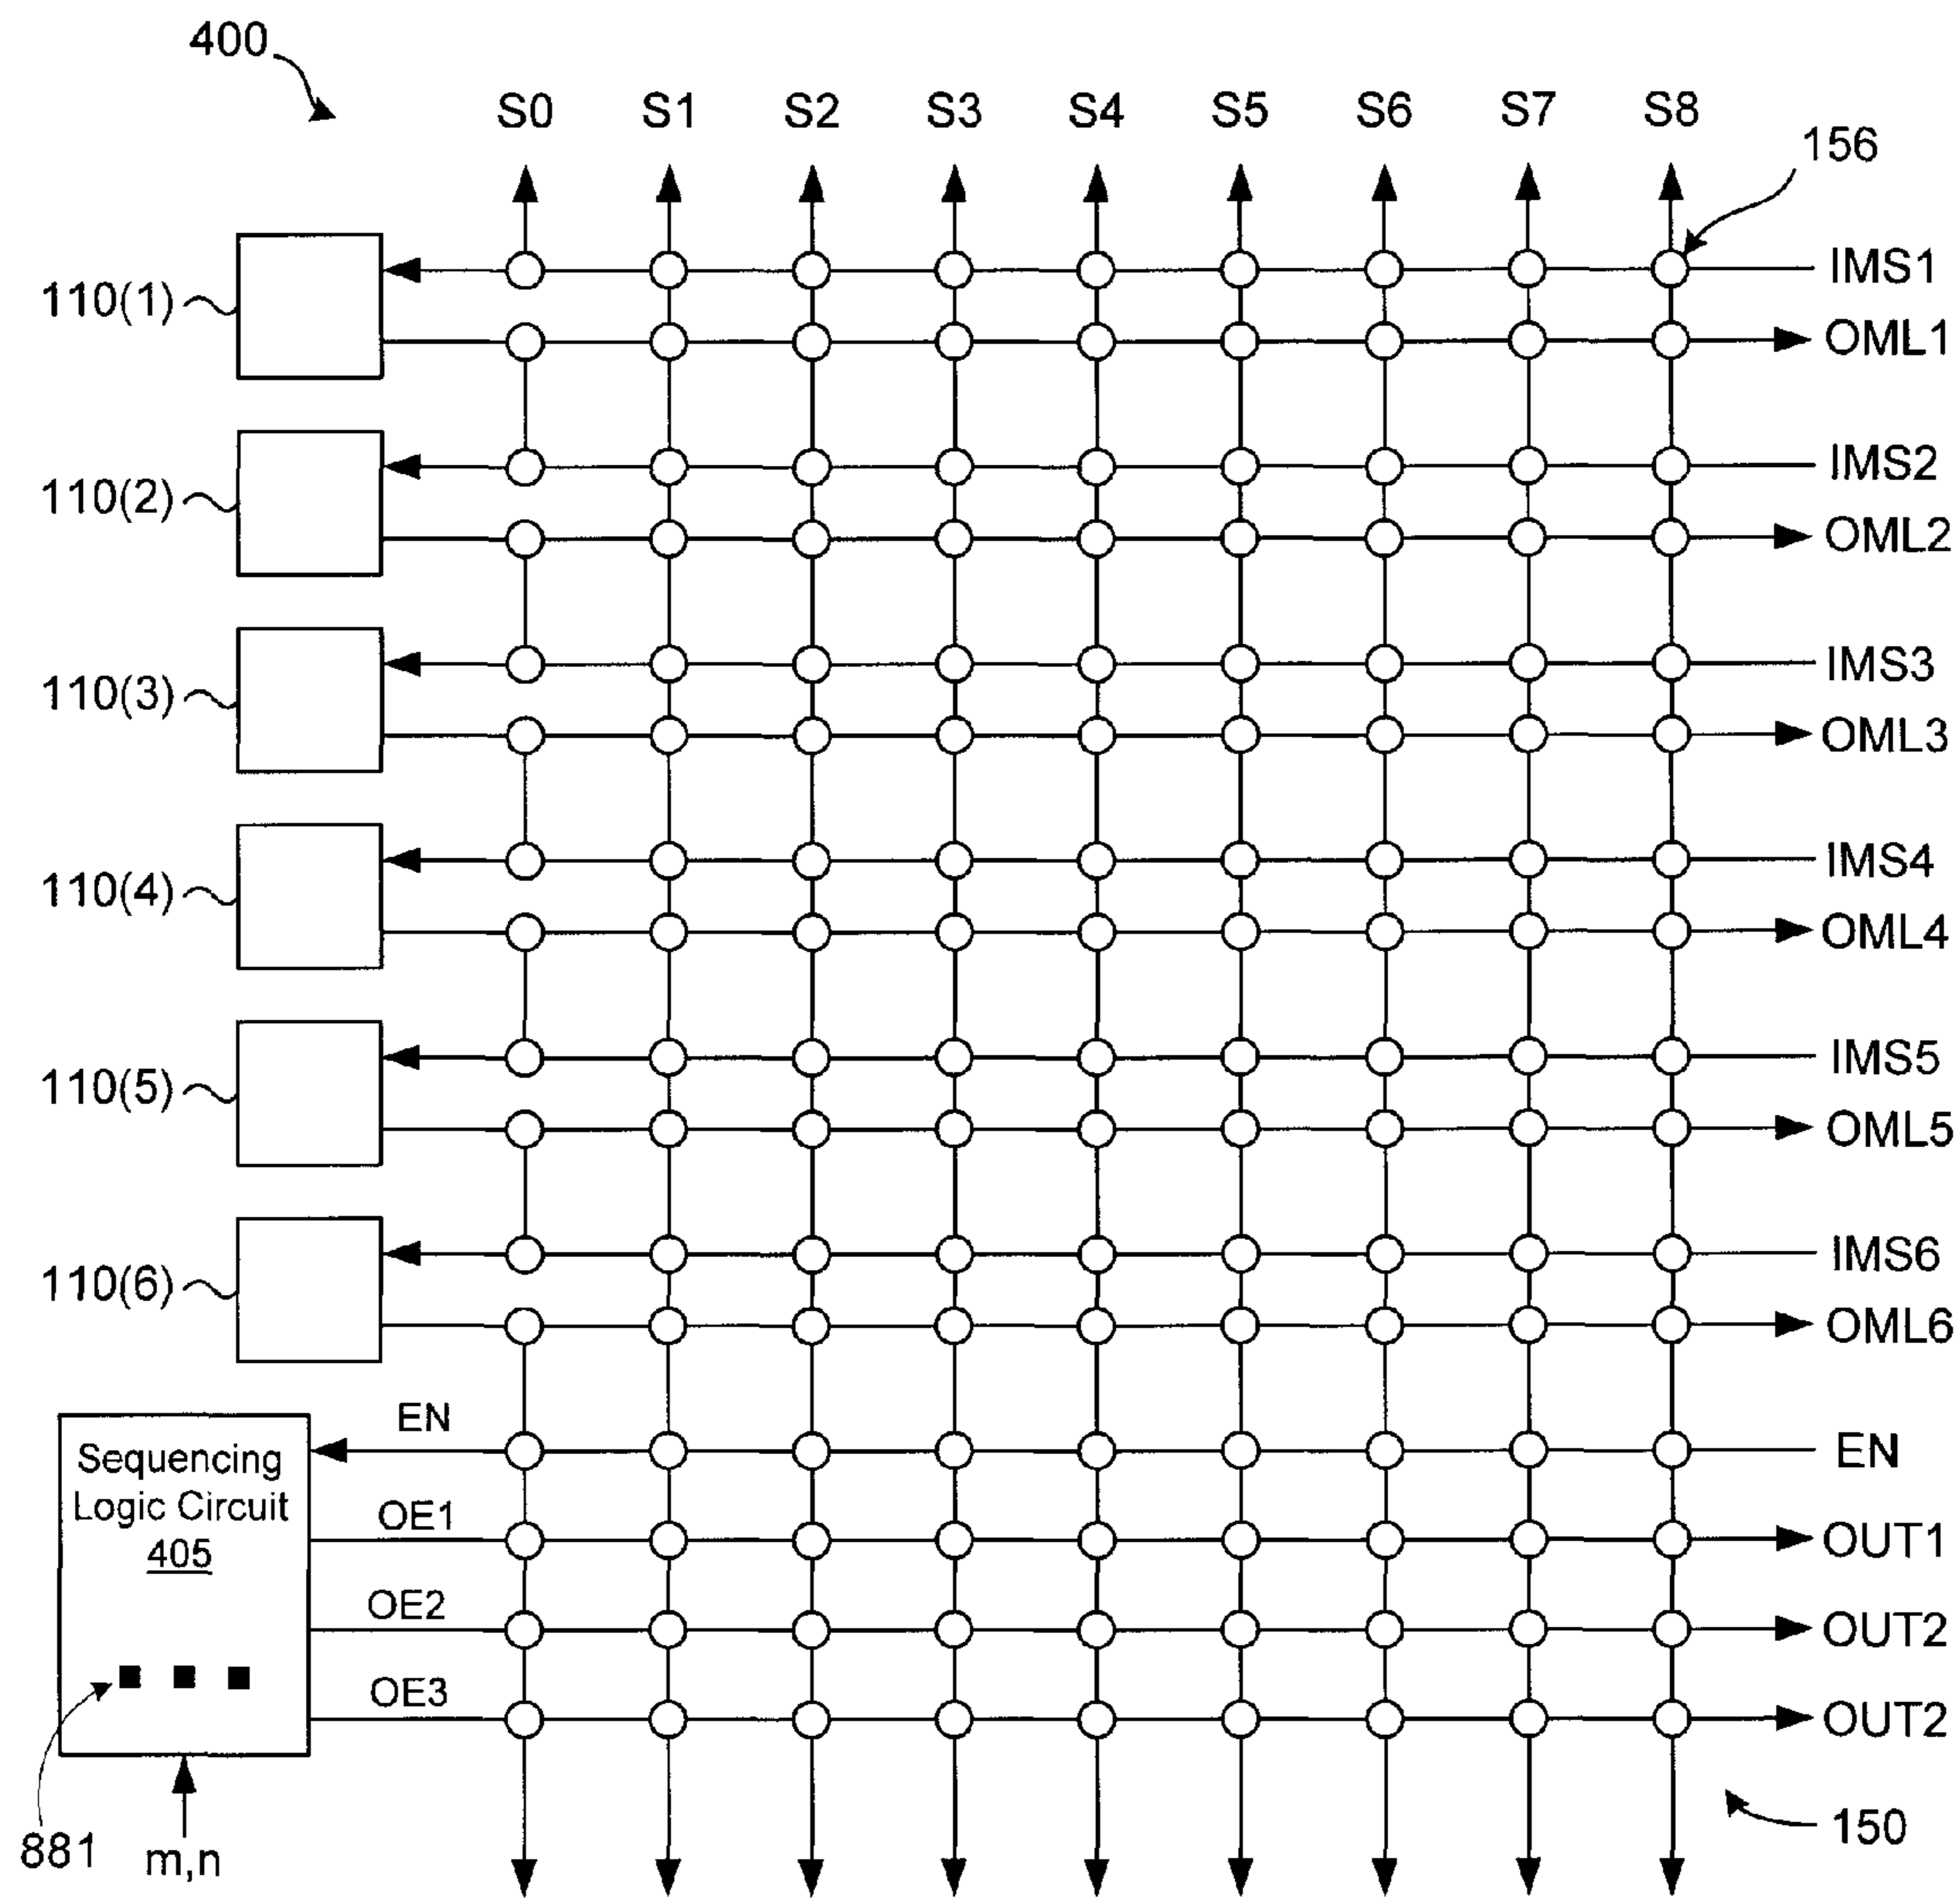 400
S0 S1 S2 S3 S4 S5 S6 S7 S8
156
110(1)
IMS1
OML1
110(2)
IMS2
OML2
110(3)
IMS3
OML3
110(4)
IMS4
OML4
110(5)
IMS5
OML5
110(6)
IMS6
OML6
Sequencing
Logic Circuit
405
EN
EN
OE1
OUT1
OE2
OUT2
OE3
OUT2
881
m,n
150